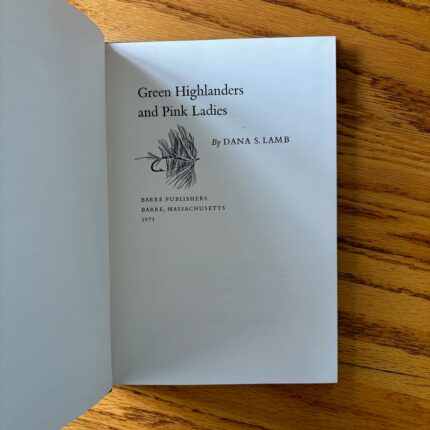 Green Highlanders
and Pink Ladies
By DANA S. LAMB
BARRE PUBLISHERS
BARRE, MASSACHUSETTS
1971